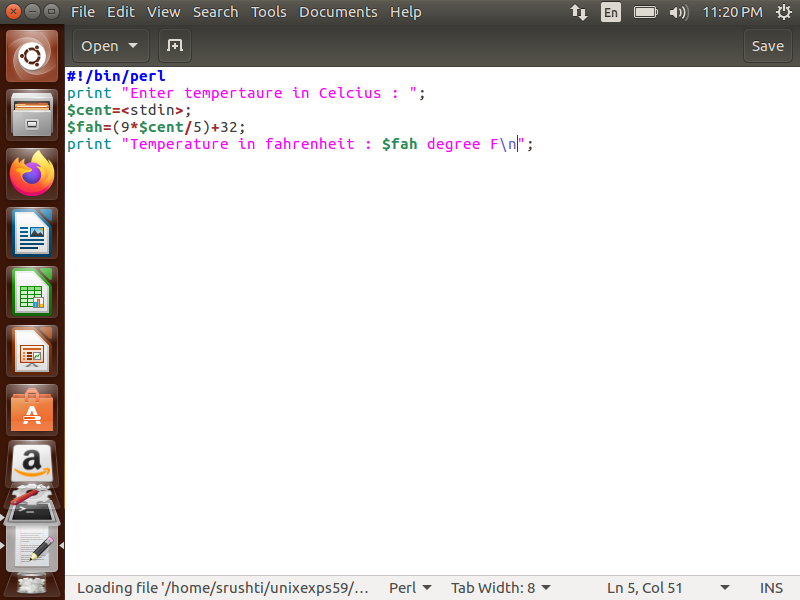 File Edit View Search Tools Documents Help En 11:20 PM
Open Save
#!/bin/perl
print "Enter tempertaure in Celcius : ";
$cent=<stdin>;
$fah=(9*$cent/5)+32;
print "Temperature in fahrenheit : $fah degree F\n";
Loading file '/home/srushti/unixexps59/... Perl Tab Width: 8 Ln 5, Col 51 INS